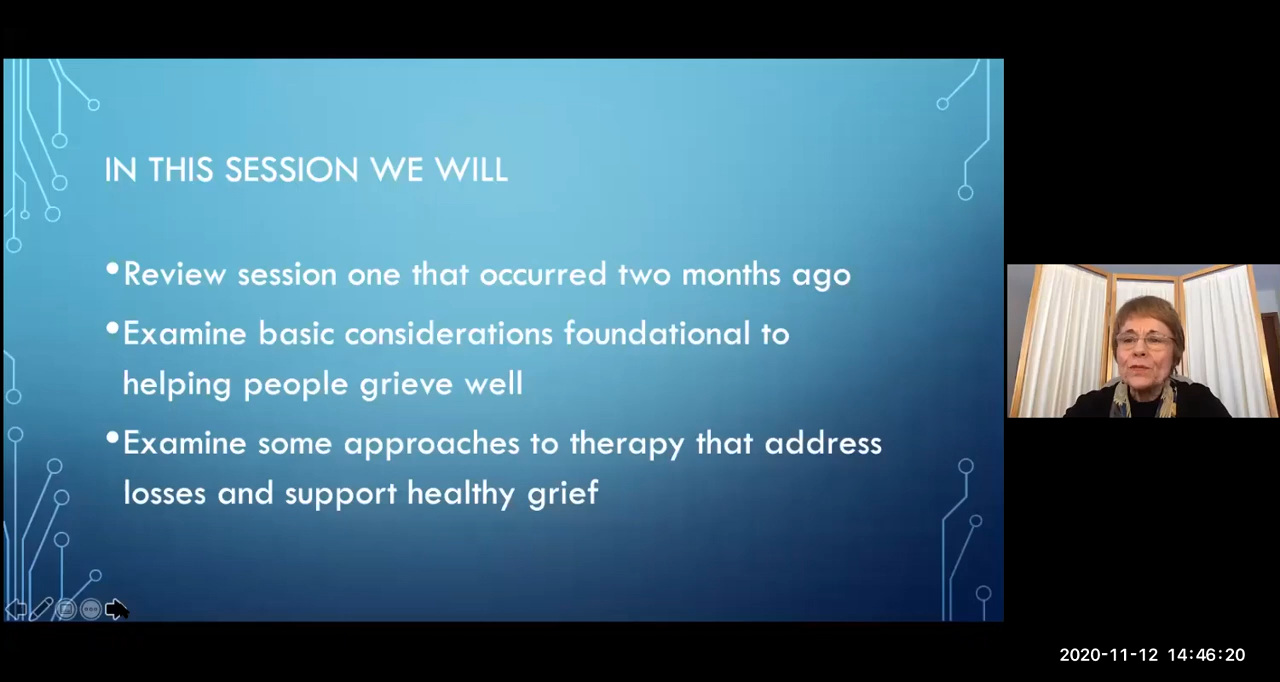 IN THIS SESSION WE WILL
•Review session one that occurred two months ago
•Examine basic considerations foundational to
helping people grieve well
•Examine some approaches to therapy that address
losses and support healthy grief
2020-11-12 14:46:20